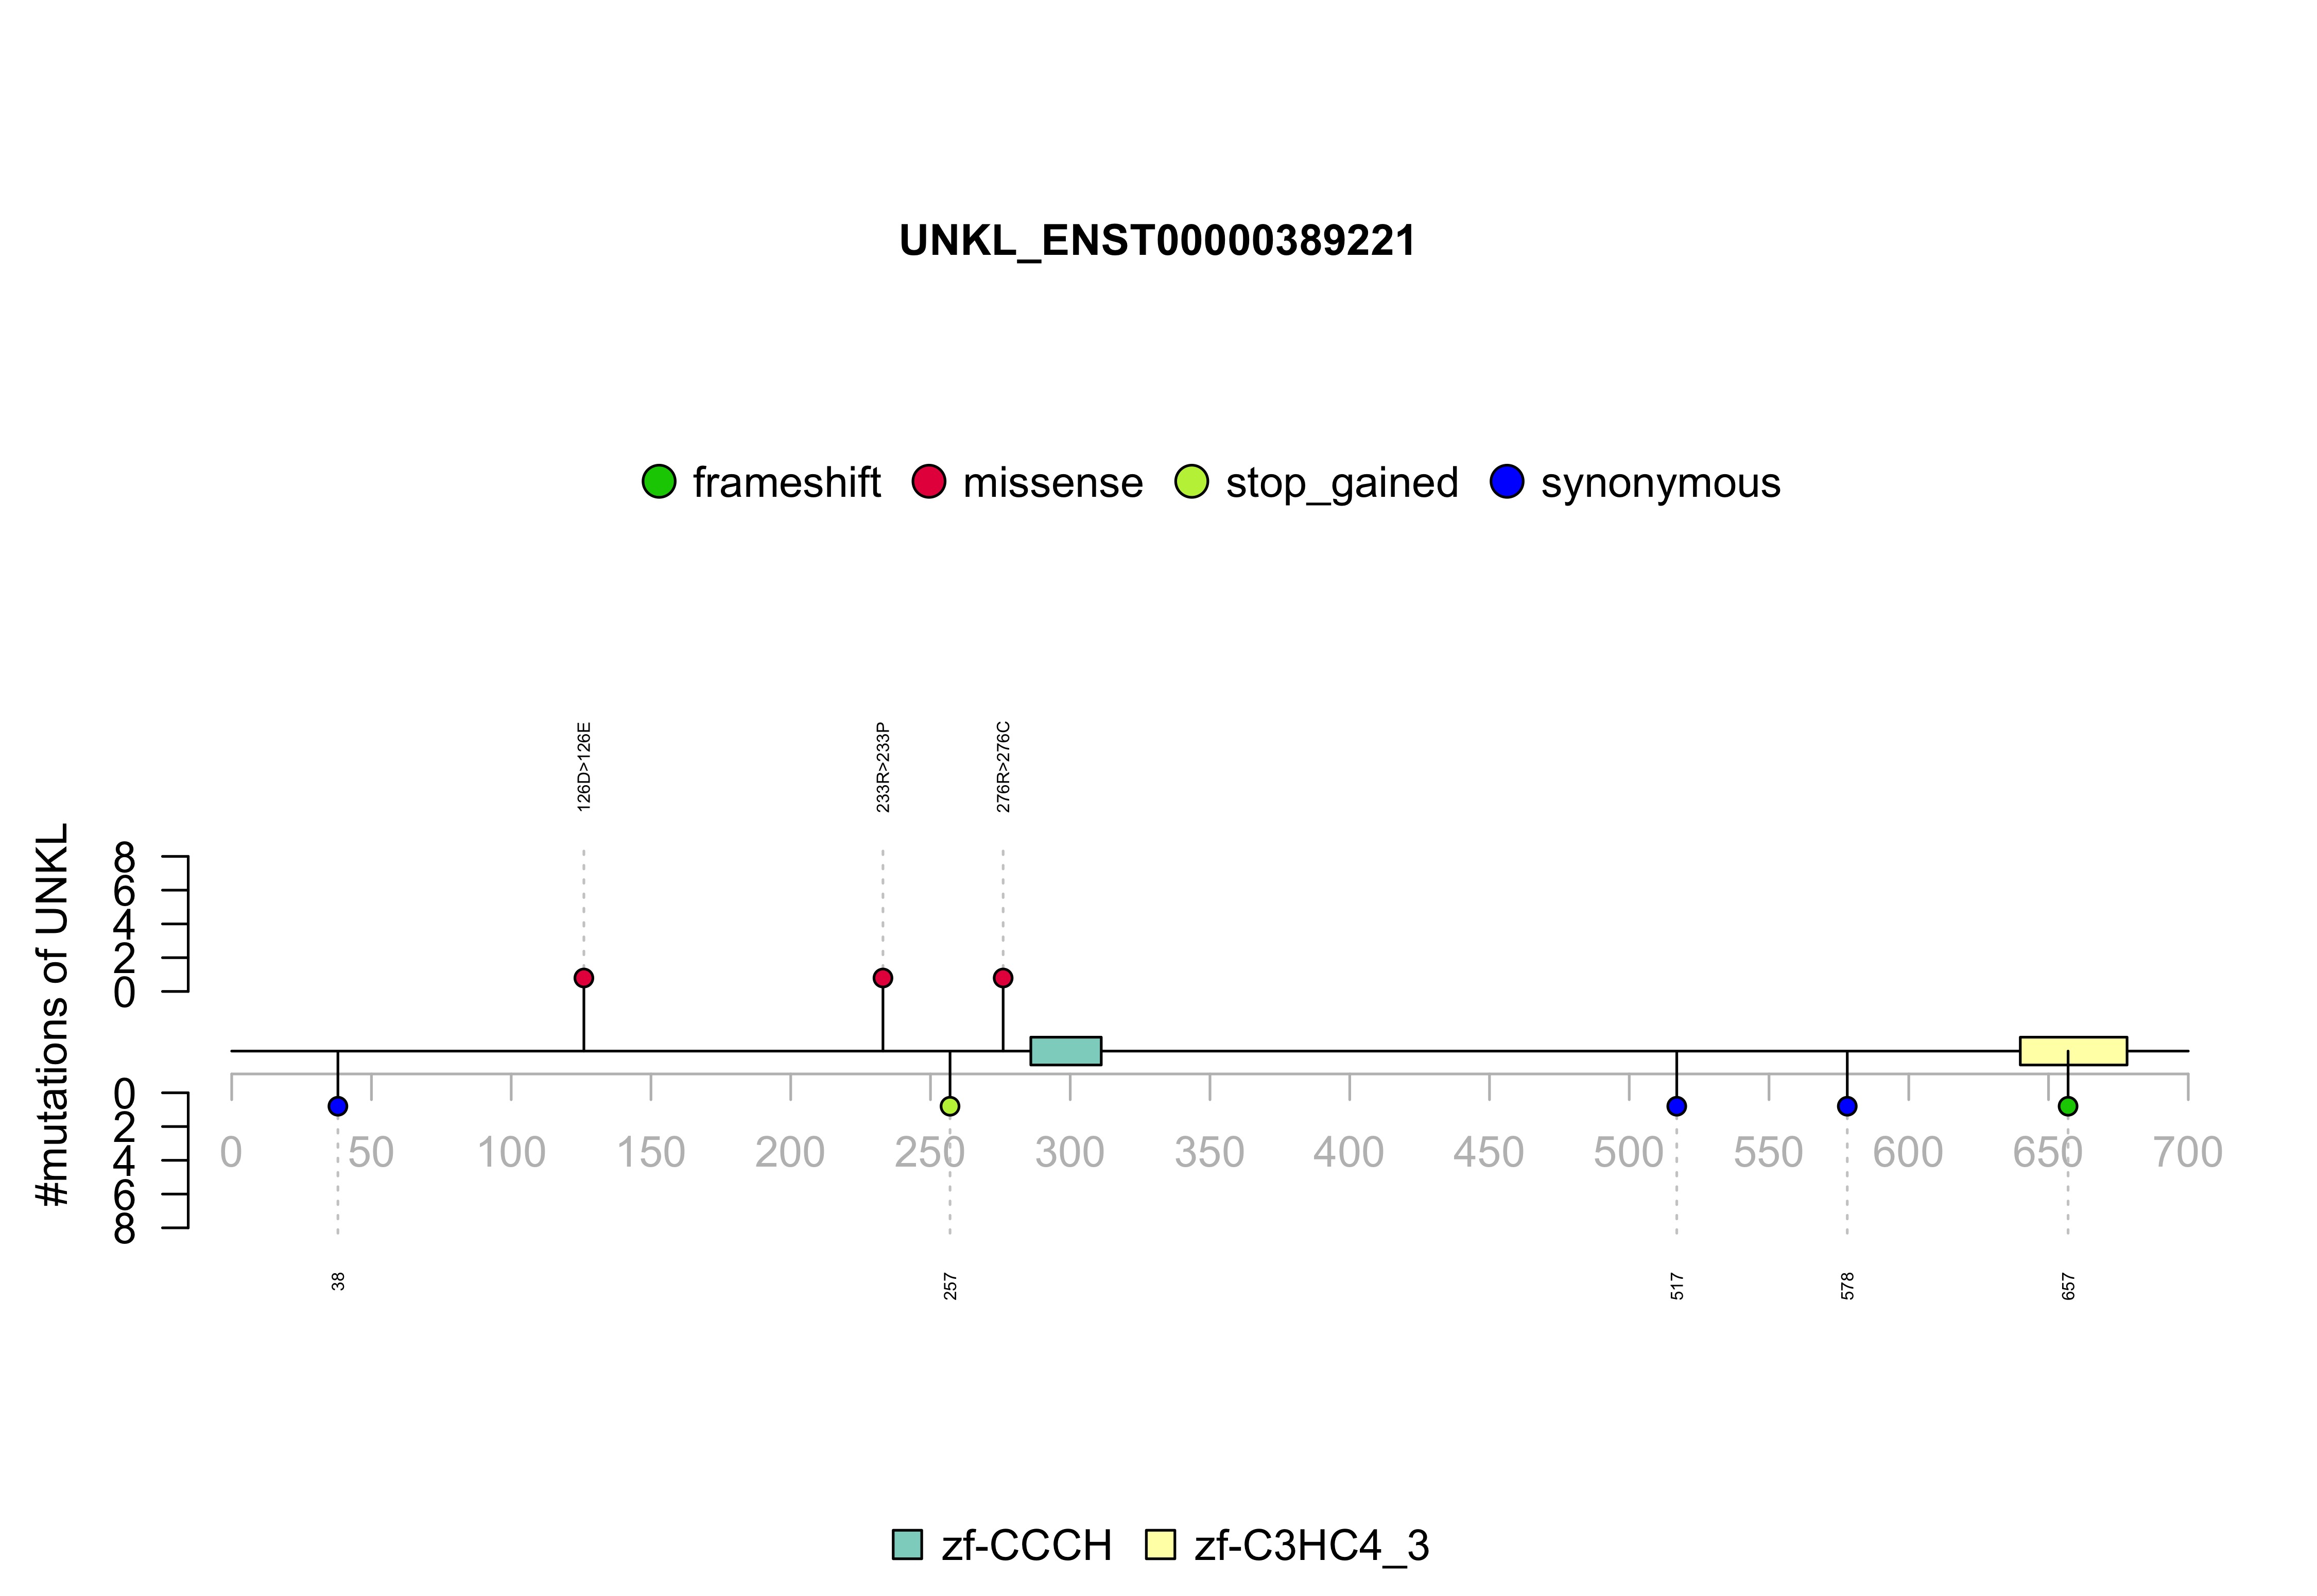 UNKL_ENST00000389221
frameshift missense stop_gained synonymous
126D>126E 233R>233P 276R>276C
#mutations of UNKL
8
6
4
2
0
0
2
4
6
8
0 50 100 150 200 250 300 350 400 450 500 550 600 650 700
38 257 517 578 657
zf-CCCH zf-C3HC4_3